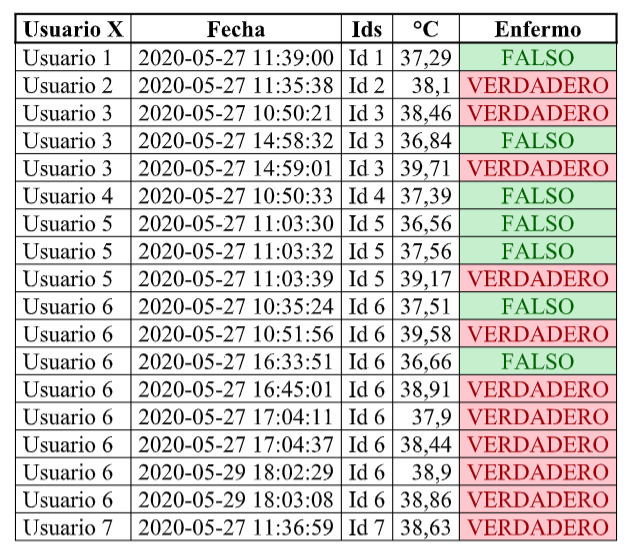 Usuario X Fecha Ids °C Enfermo
Usuario 1 2020-05-27 11:39:00 Id 1 37,29 FALSO
Usuario 2 2020-05-27 11:35:38 Id 2 38,1 VERDADERO
Usuario 3 2020-05-27 10:50:21 Id 3 38,46 VERDADERO
Usuario 3 2020-05-27 14:58:32 Id 3 36,84 FALSO
Usuario 3 2020-05-27 14:59:01 Id 3 39,71 VERDADERO
Usuario 4 2020-05-27 10:50:33 Id 4 37,39 FALSO
Usuario 5 2020-05-27 11:03:30 Id 5 36,56 FALSO
Usuario 5 2020-05-27 11:03:32 Id 5 37,56 FALSO
Usuario 5 2020-05-27 11:03:39 Id 5 39,17 VERDADERO
Usuario 6 2020-05-27 10:35:24 Id 6 37,51 FALSO
Usuario 6 2020-05-27 10:51:56 Id 6 39,58 VERDADERO
Usuario 6 2020-05-27 16:33:51 Id 6 36,66 FALSO
Usuario 6 2020-05-27 16:45:01 Id 6 38,91 VERDADERO
Usuario 6 2020-05-27 17:04:11 Id 6 37,9 VERDADERO
Usuario 6 2020-05-27 17:04:37 Id 6 38,44 VERDADERO
Usuario 6 2020-05-29 18:02:29 Id 6 38,9 VERDADERO
Usuario 6 2020-05-29 18:03:08 Id 6 38,86 VERDADERO
Usuario 7 2020-05-27 11:36:59 Id 7 38,63 VERDADERO